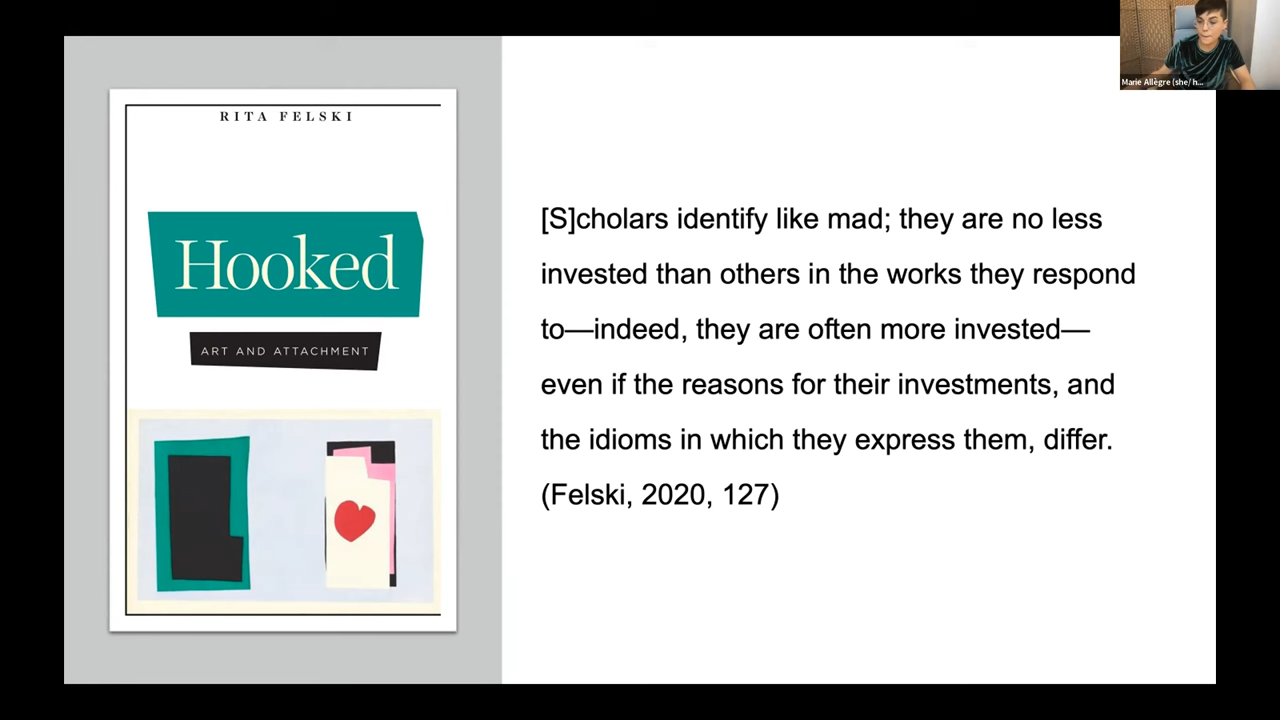 Marie Allègre (she/ h...
RITA FELSKI
Hooked
ART AND ATTACHMENT
[S]cholars identify like mad; they are no less
invested than others in the works they respond
to—indeed, they are often more invested—
even if the reasons for their investments, and
the idioms in which they express them, differ.
(Felski, 2020, 127)